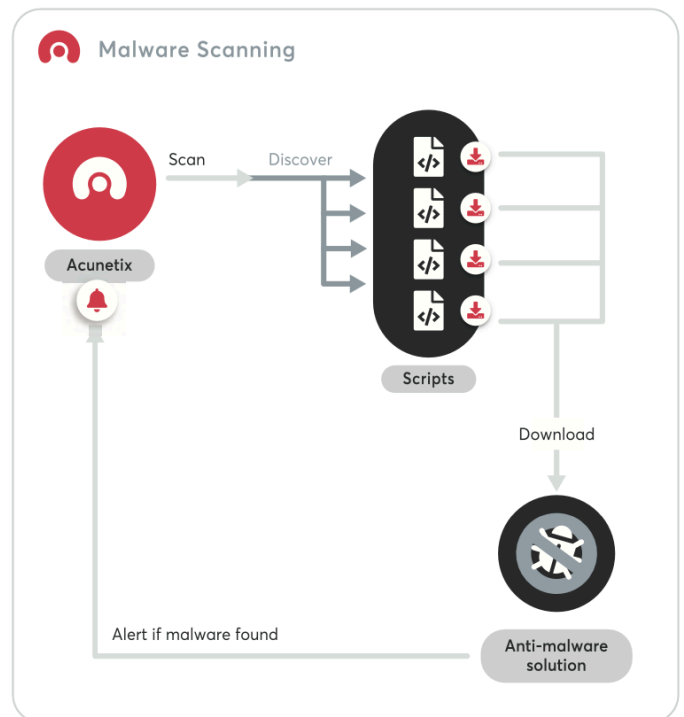 Malware Scanning
Scan
Discover
Acunetix
</>
</>
</>
</>
Scripts
Download
Alert if malware found
Anti-malware
solution